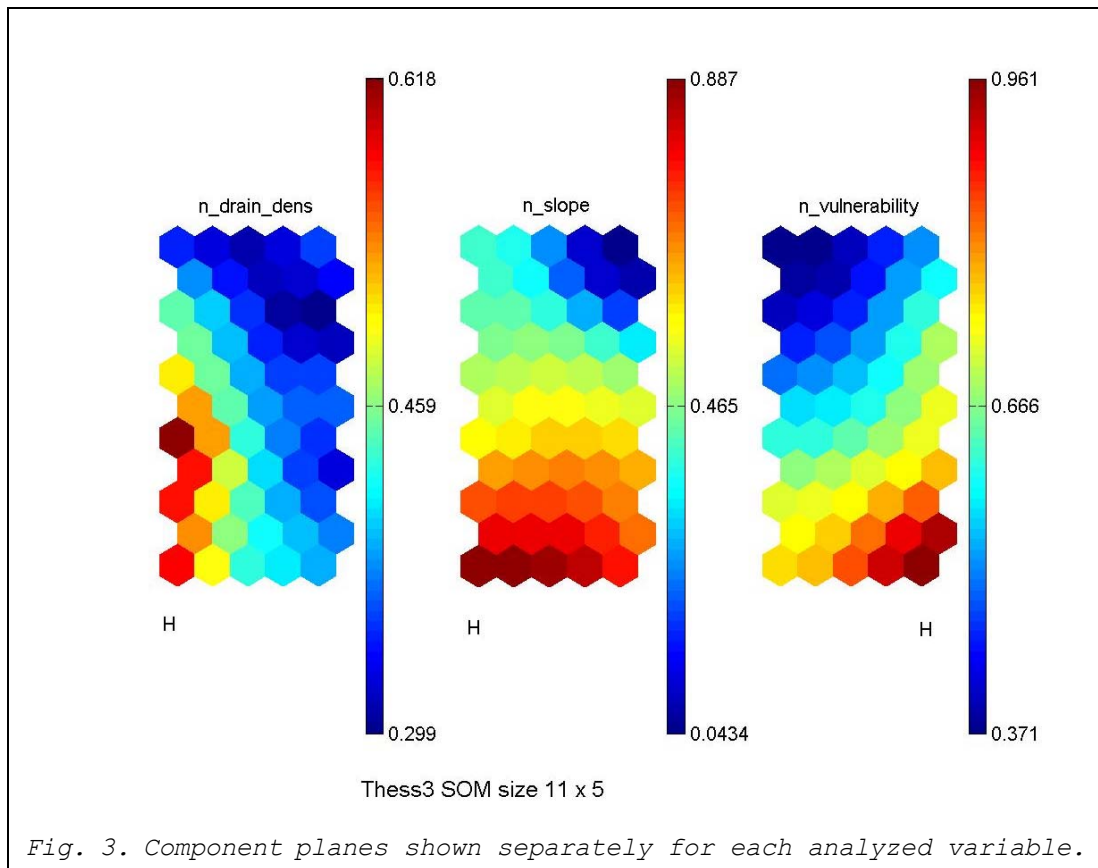 0.618
0.887
0.961
n_drain_dens
n_slope
n_vulnerability
0.459
0.465
0.666
H
H
H
0.299
0.0434
0.371
Thess3 SOM size 11 x 5
Fig. 3. Component planes shown separately for each analyzed variable.